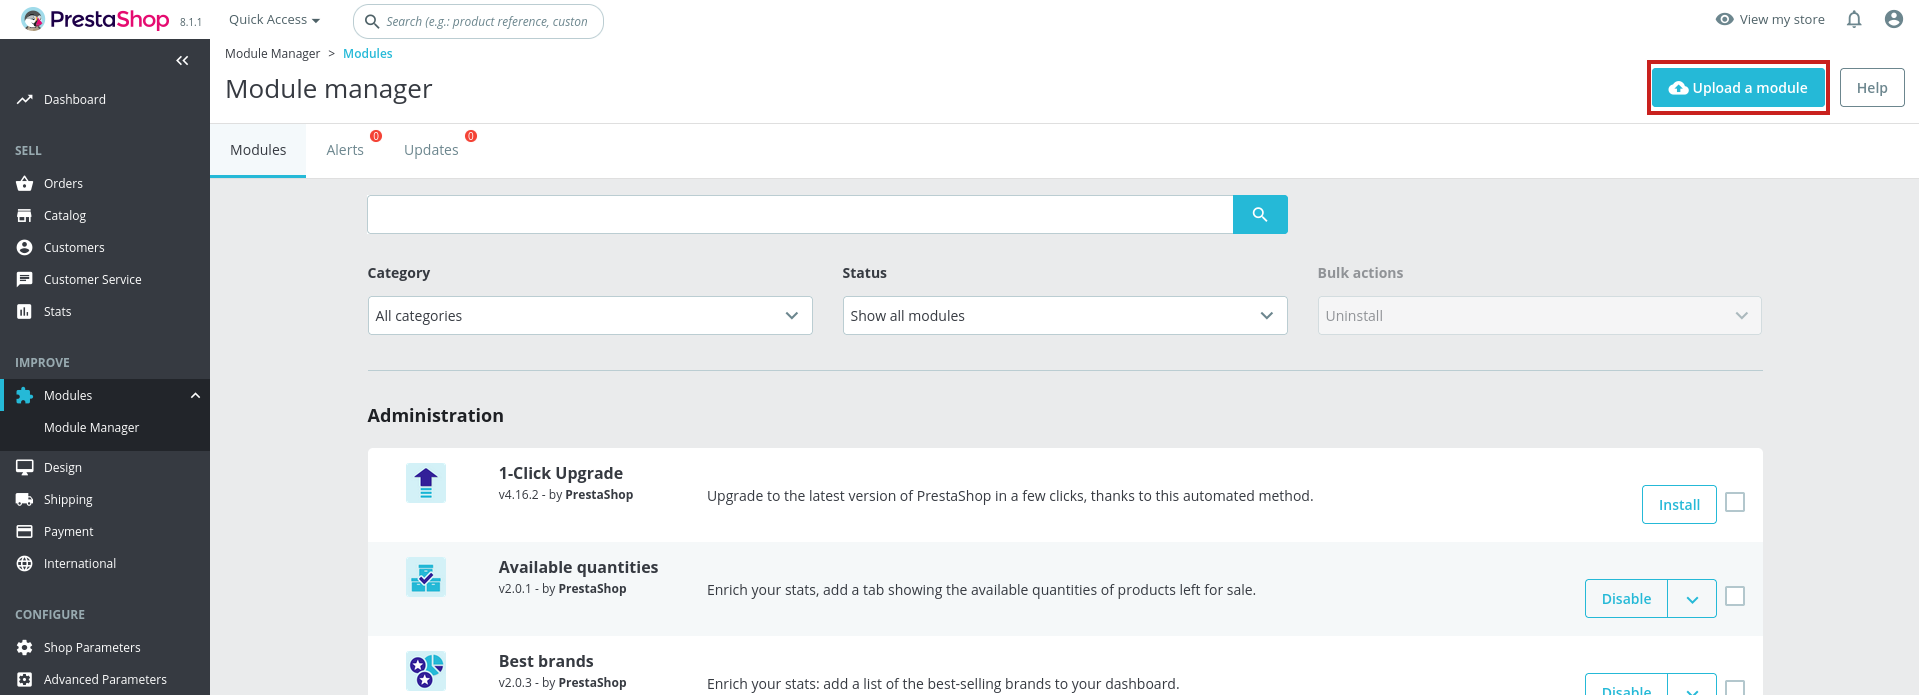 PrestaShop 8.1.1 Quick Access Search (e.g.: product reference, custon View my store
Module Manager > Modules
Module manager
Upload a module Help
Dashboard
Modules Alerts 0 Updates 0
SELL
Orders
Catalog
Customers
Customer Service
Stats
Category Status Bulk actions
All categories Show all modules Uninstall
IMPROVE
Modules
Module Manager
Design
Shipping
Payment
International
CONFIGURE
Shop Parameters
Advanced Parameters
Administration
1-Click Upgrade
v4.16.2 - by PrestaShop
Upgrade to the latest version of PrestaShop in a few clicks, thanks to this automated method.
Install
Available quantities
v2.0.1 - by PrestaShop
Enrich your stats, add a tab showing the available quantities of products left for sale.
Disable
Best brands
v2.0.3 - by PrestaShop
Enrich your stats: add a list of the best-selling brands to your dashboard.
Disable